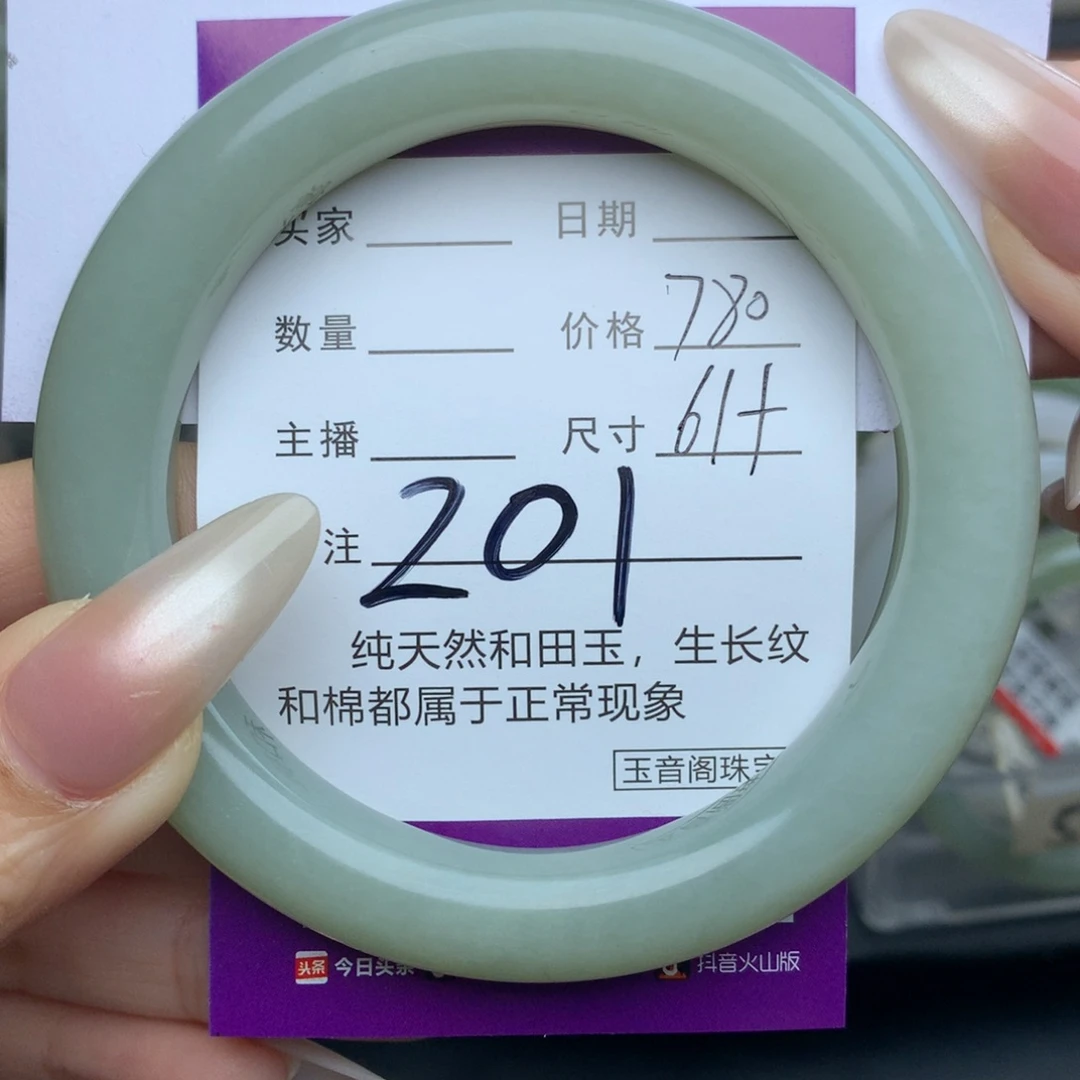 买家 日期
数量 价格 780
主播 尺寸 61+
注 201
纯天然和田玉，生长纹
和棉都属于正常现象
玉音阁珠宝
头条 今日头条 抖音火山版